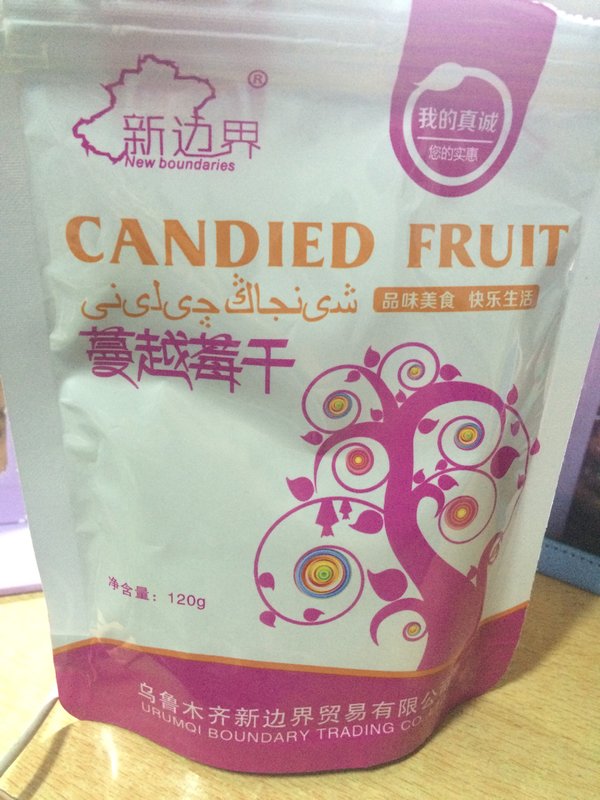 新边界®
New boundaries
我的真诚
您的实惠
CANDIED FRUIT
品味美食 快乐生活
蔓越莓干
净含量：120g
乌鲁木齐新边界贸易有限公
URUMQI BOUNDARY TRADING CO